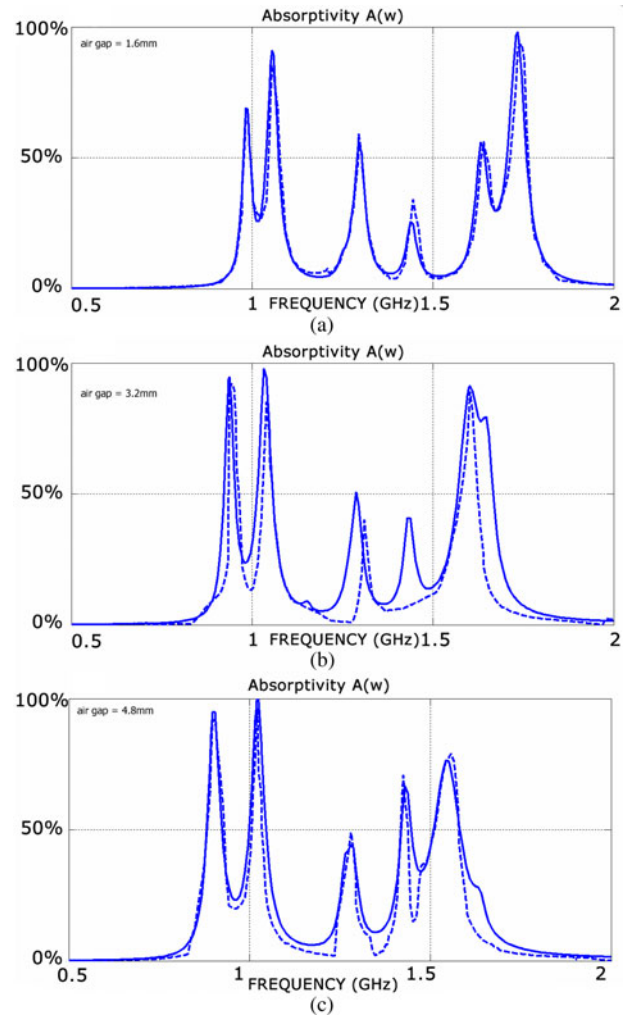 Absorptivity A(w)
100%
air gap = 1.6mm
50%
0%
0.5 1 FREQUENCY (GHz) 1.5 2
(a)
Absorptivity A(w)
100%
air gap = 3.2mm
50%
0%
0.5 1 FREQUENCY (GHz) 1.5 2
(b)
Absorptivity A(w)
100%
air gap = 4.8mm
50%
0%
0.5 1 1.5 2
FREQUENCY (GHz)
(c)